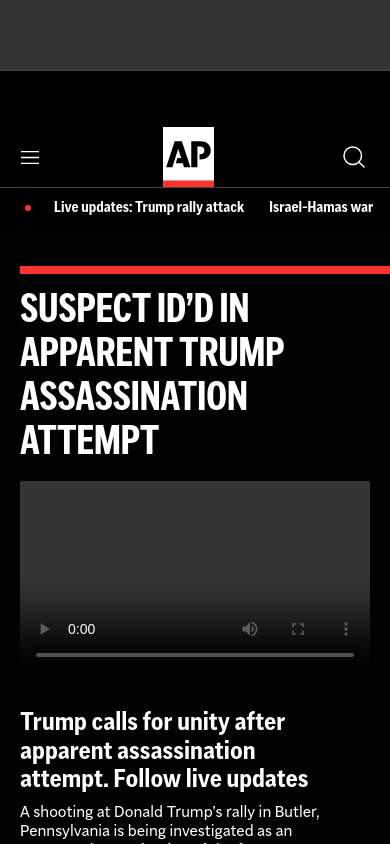 AP
Live updates: Trump rally attack Israel-Hamas war
SUSPECT ID’D IN
APPARENT TRUMP
ASSASSINATION
ATTEMPT
0:00
Trump calls for unity after
apparent assassination
attempt. Follow live updates
A shooting at Donald Trump’s rally in Butler,
Pennsylvania is being investigated as an